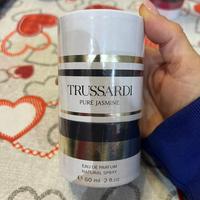 TRUSSARDI
PURE JASMINE
EAU DE PARFUM
NATURAL SPRAY
e 60 ml 2 fl.oz